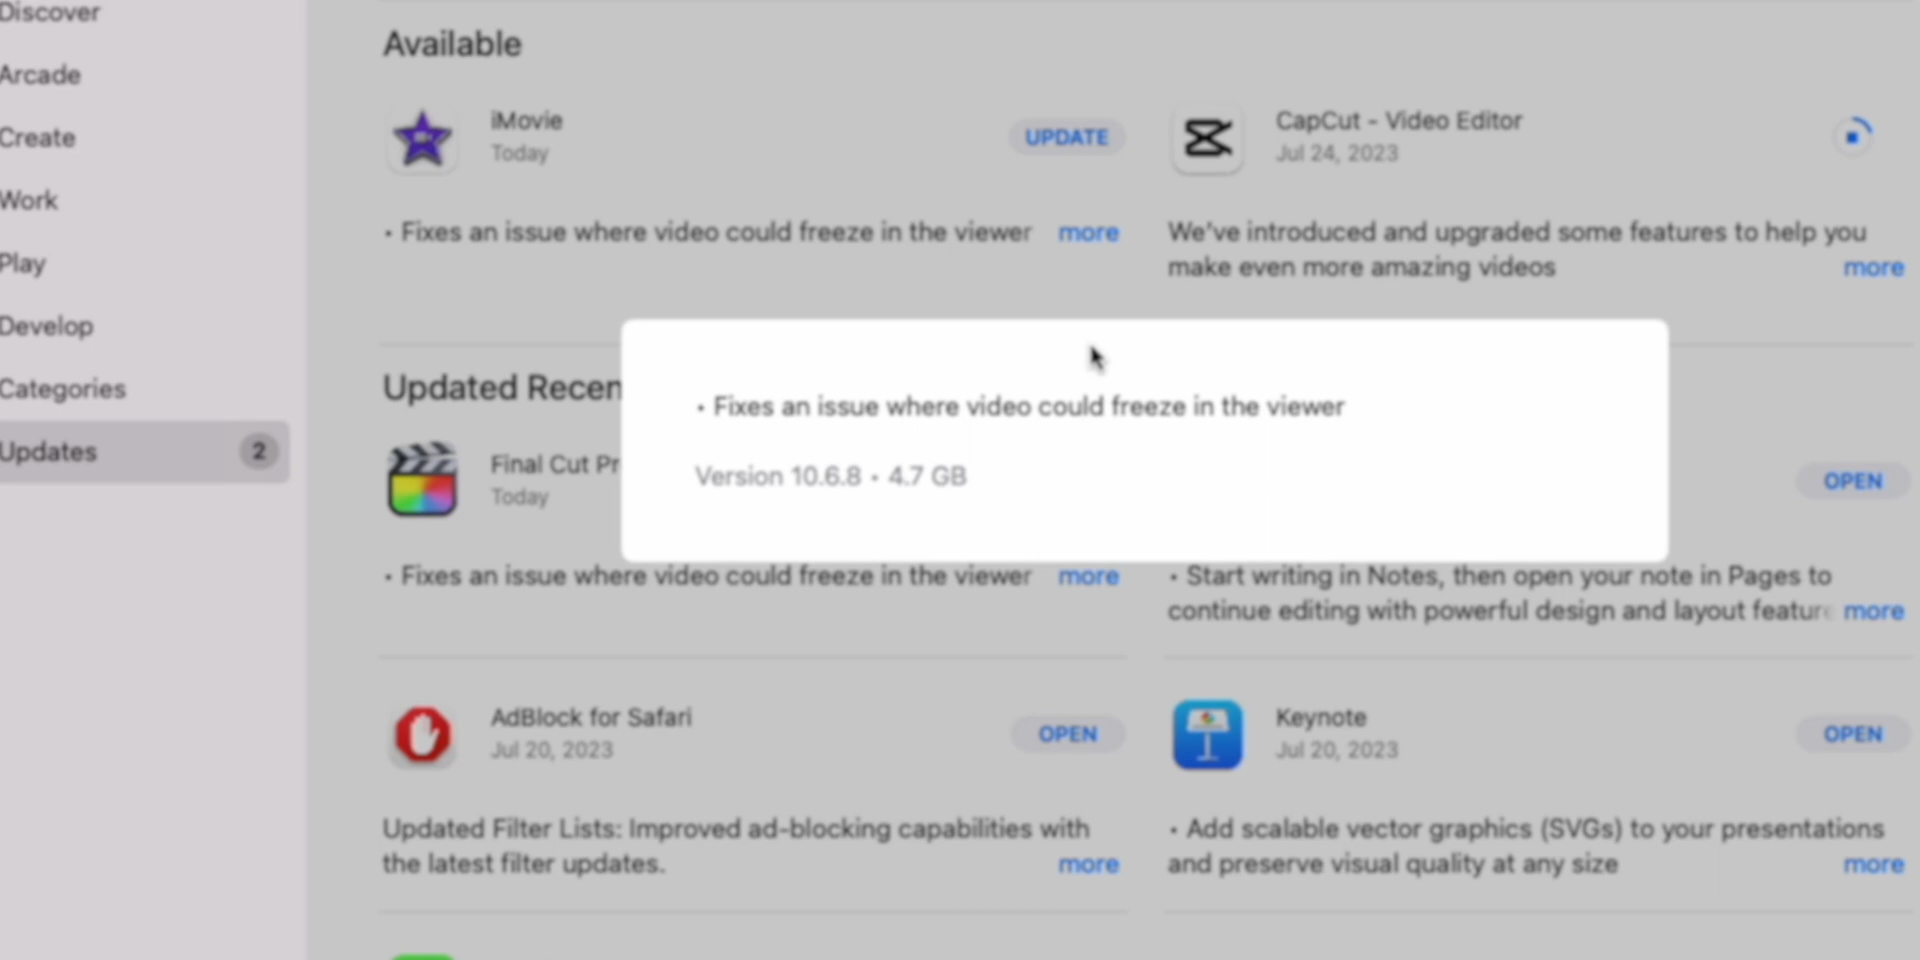 Discover
Arcade
Create
Work
Play
Develop
Categories
Updates 2
Available
iMovie
Today
UPDATE
• Fixes an issue where video could freeze in the viewer more
CapCut - Video Editor
Jul 24, 2023
We've introduced and upgraded some features to help you
make even more amazing videos more
• Fixes an issue where video could freeze in the viewer
Version 10.6.8 • 4.7 GB
Updated Recen
Final Cut Pr
Today
• Fixes an issue where video could freeze in the viewer more
OPEN
• Start writing in Notes, then open your note in Pages to
continue editing with powerful design and layout feature more
AdBlock for Safari
Jul 20, 2023
OPEN
Updated Filter Lists: Improved ad-blocking capabilities with
the latest filter updates. more
Keynote
Jul 20, 2023
OPEN
• Add scalable vector graphics (SVGs) to your presentations
and preserve visual quality at any size more